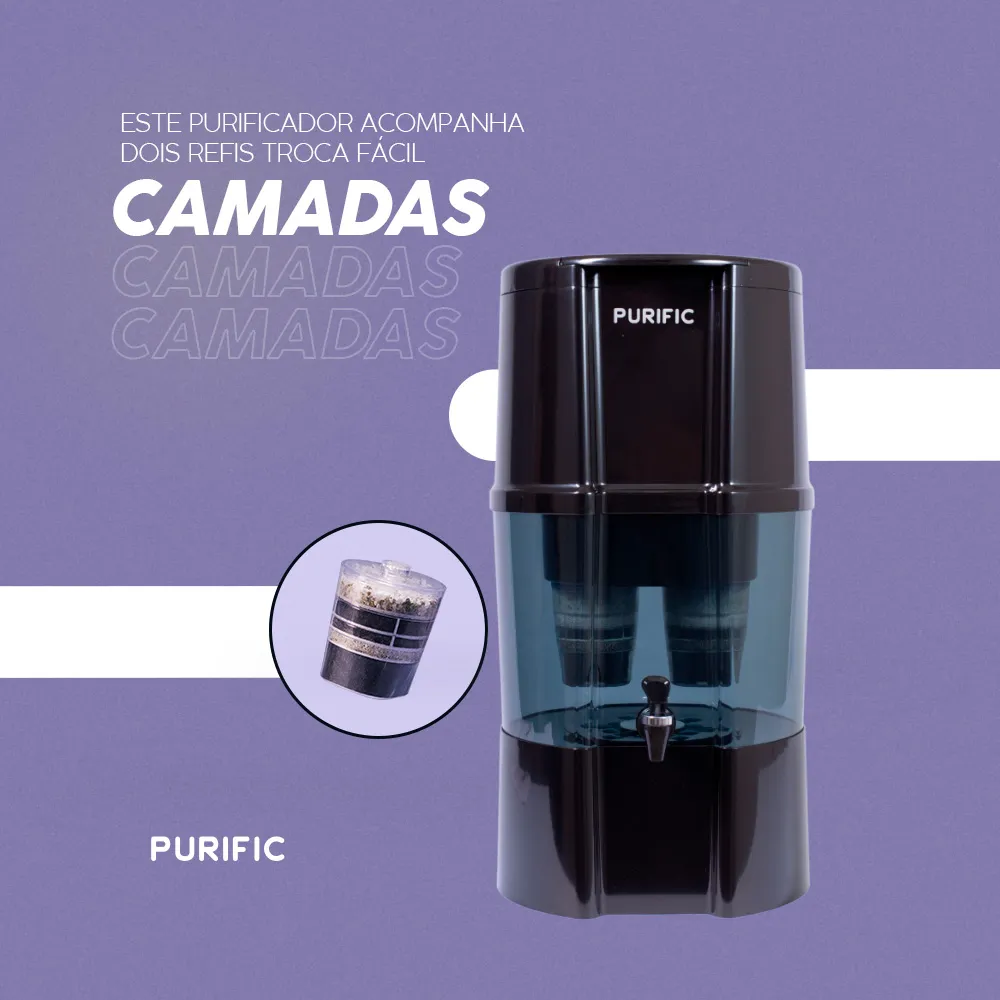 ESTE PURIFICADOR ACOMPANHA
DOIS REFIS TROCA FÁCIL
CAMADAS
CAMADAS
CAMADAS
PURIFIC
PURIFIC